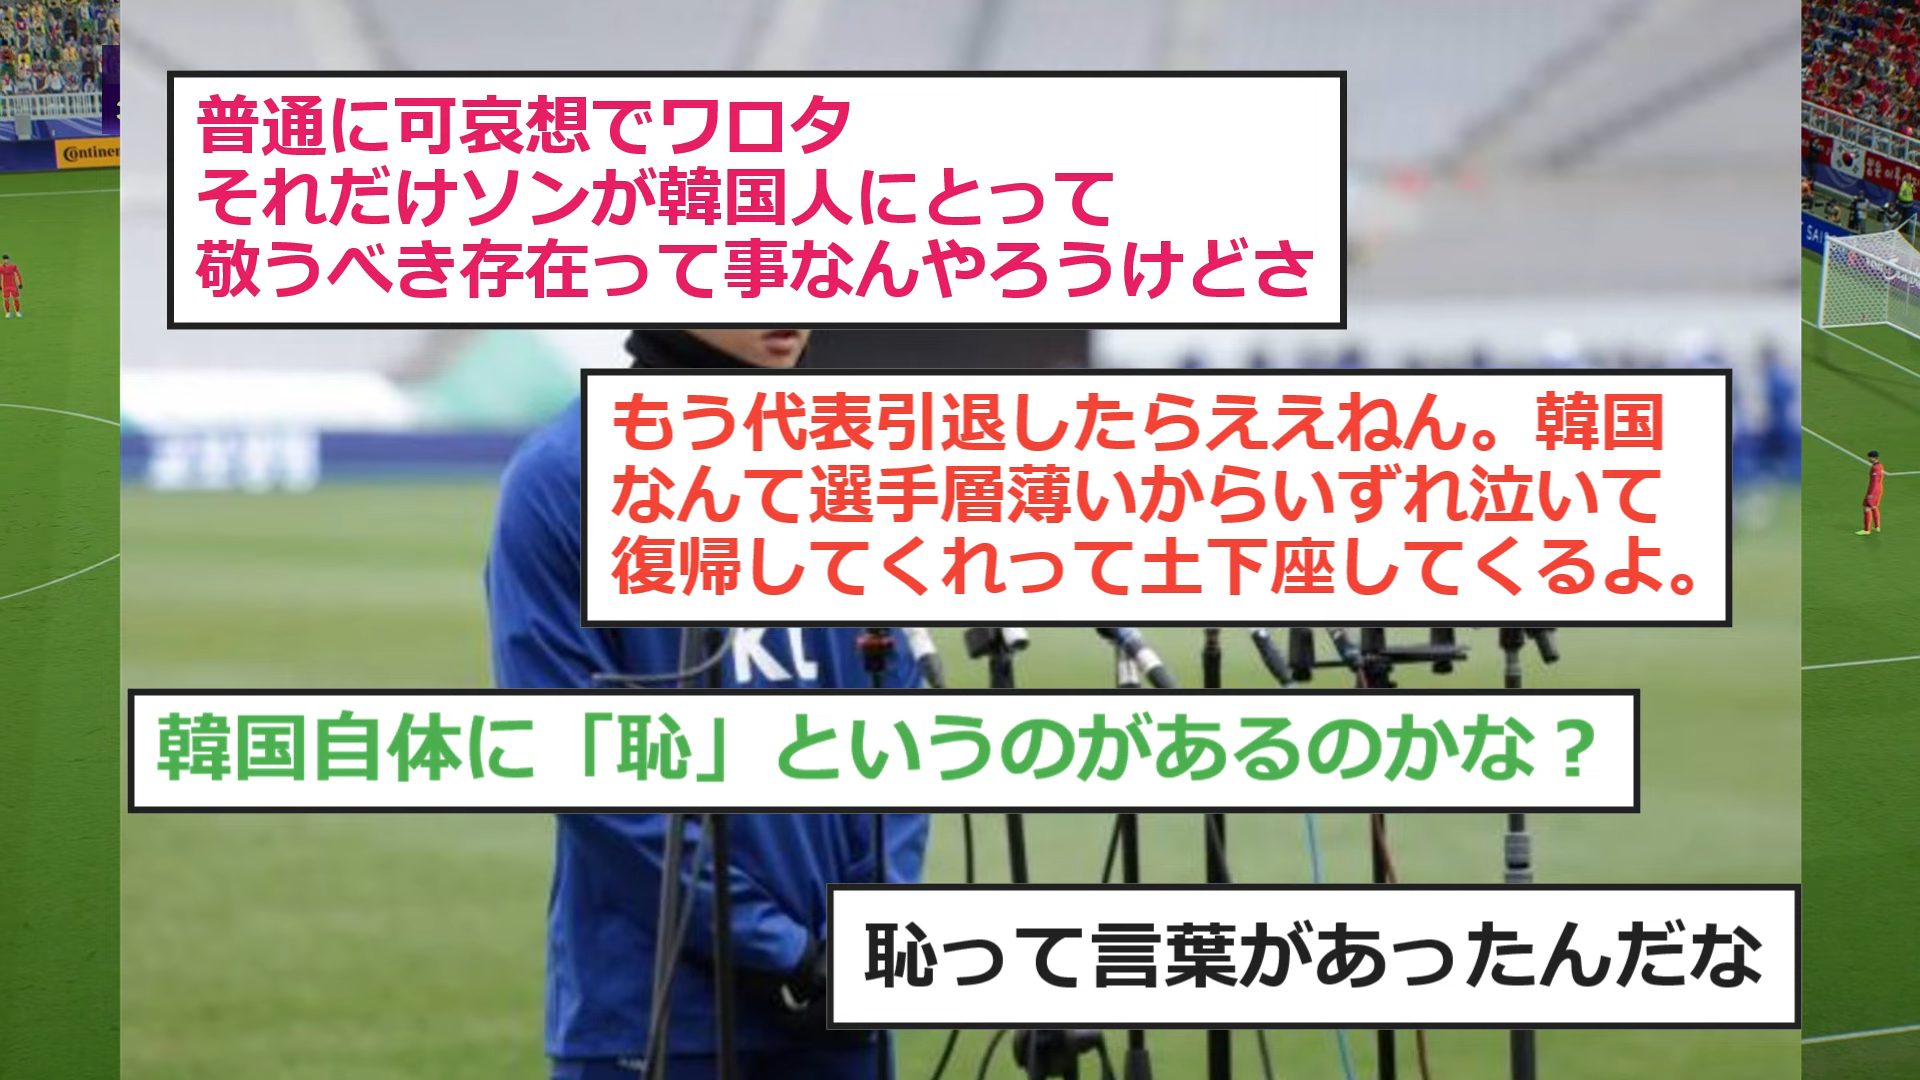 普通に可哀想でワロタ
それだけソンが韓国人にとって
敬うべき存在って事なんやろうけどさ
もう代表引退したらええねん。韓国
なんて選手層薄いからいずれ泣いて
復帰してくれって土下座してくるよ。
韓国自体に「恥」というのがあるのかな？
恥って言葉があったんだな